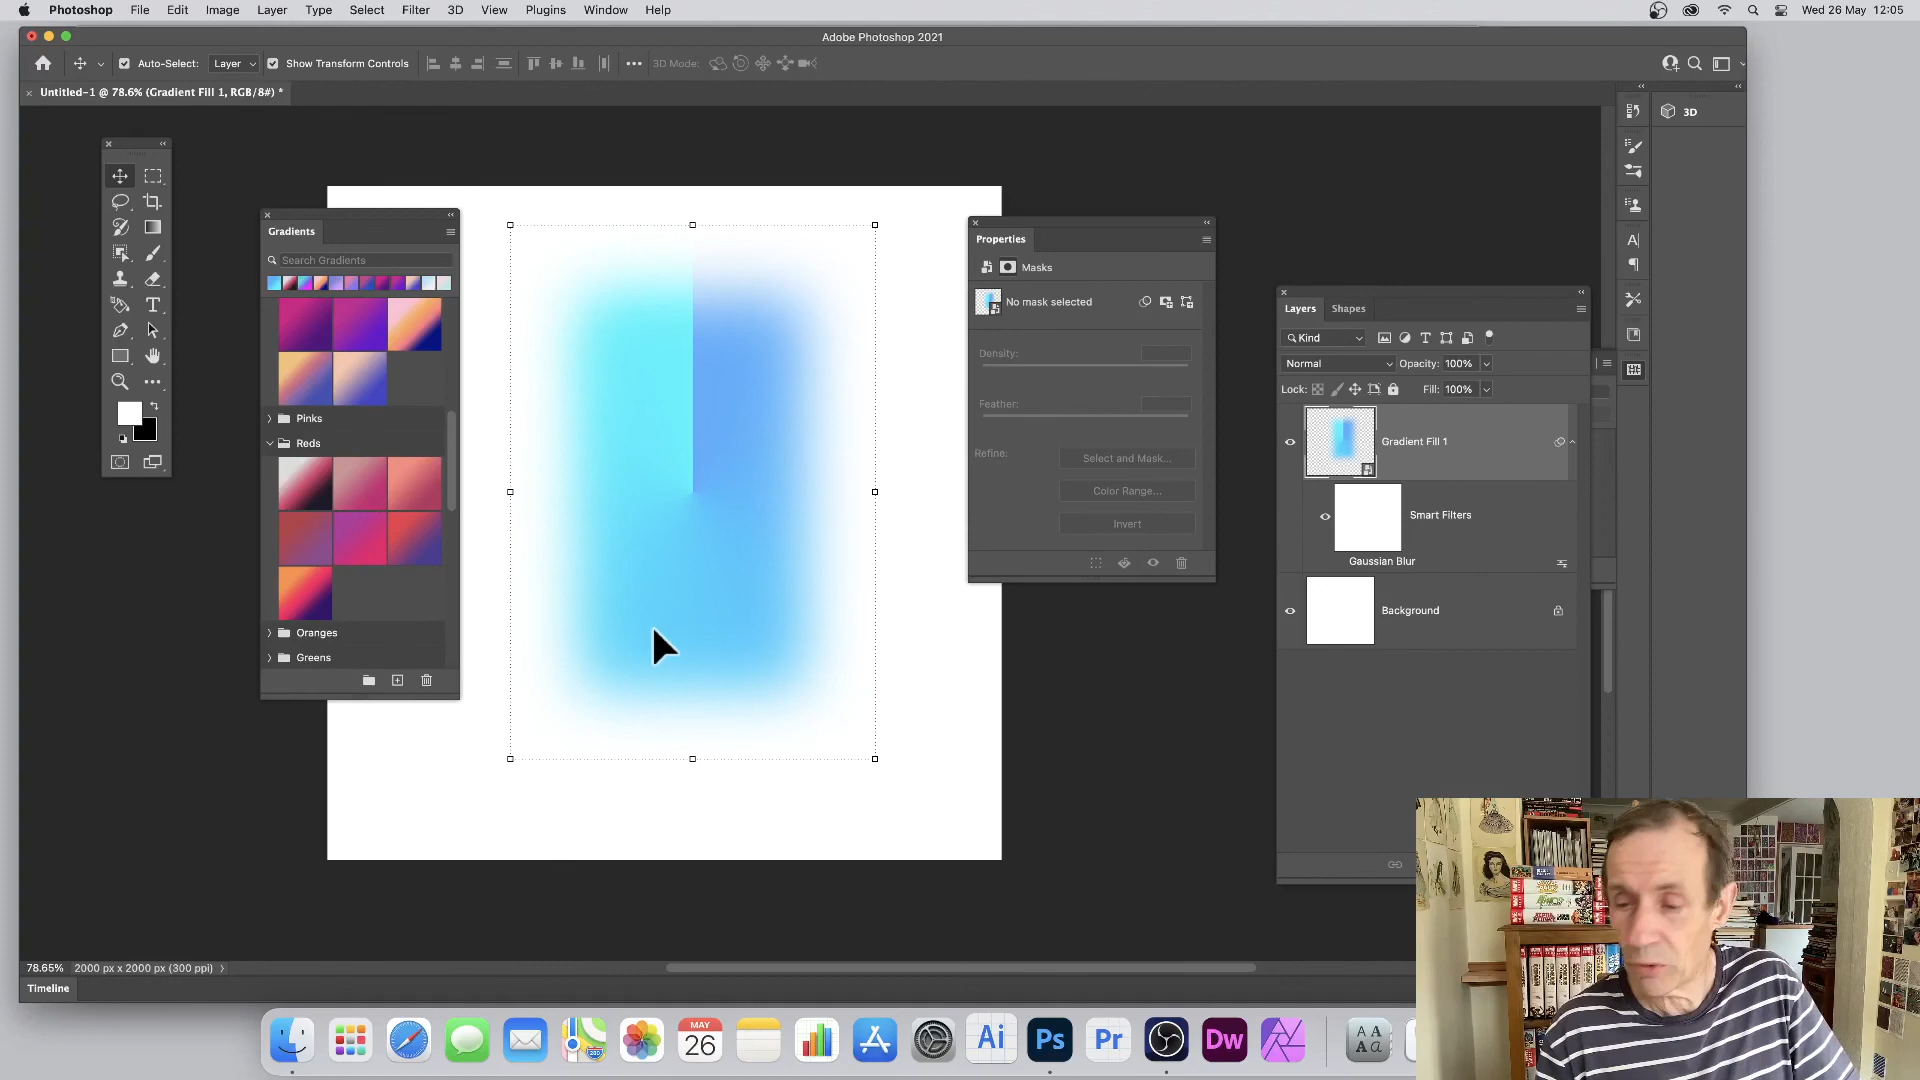 Photoshop File Edit Image Layer Type Select Filter 3D View Plugins Window Help Wed 26 May 12:05
Adobe Photoshop 2021
Auto-Select: Layer Show Transform Controls 3D Mode:
× Untitled-1 @ 78.6% (Gradient Fill 1, RGB/8#) *
3D
Gradients
Search Gradients
Pinks
Reds
Oranges
Greens
Properties
Masks
No mask selected
Density:
Feather:
Refine: Select and Mask...
Color Range...
Invert
Layers Shapes
Kind
Normal Opacity: 100%
Lock: Fill: 100%
Gradient Fill 1
Smart Filters
Gaussian Blur
Background
78.65% 2000 px x 2000 px (300 ppi)
Timeline
MAY
26
Ai Ps Pr Dw